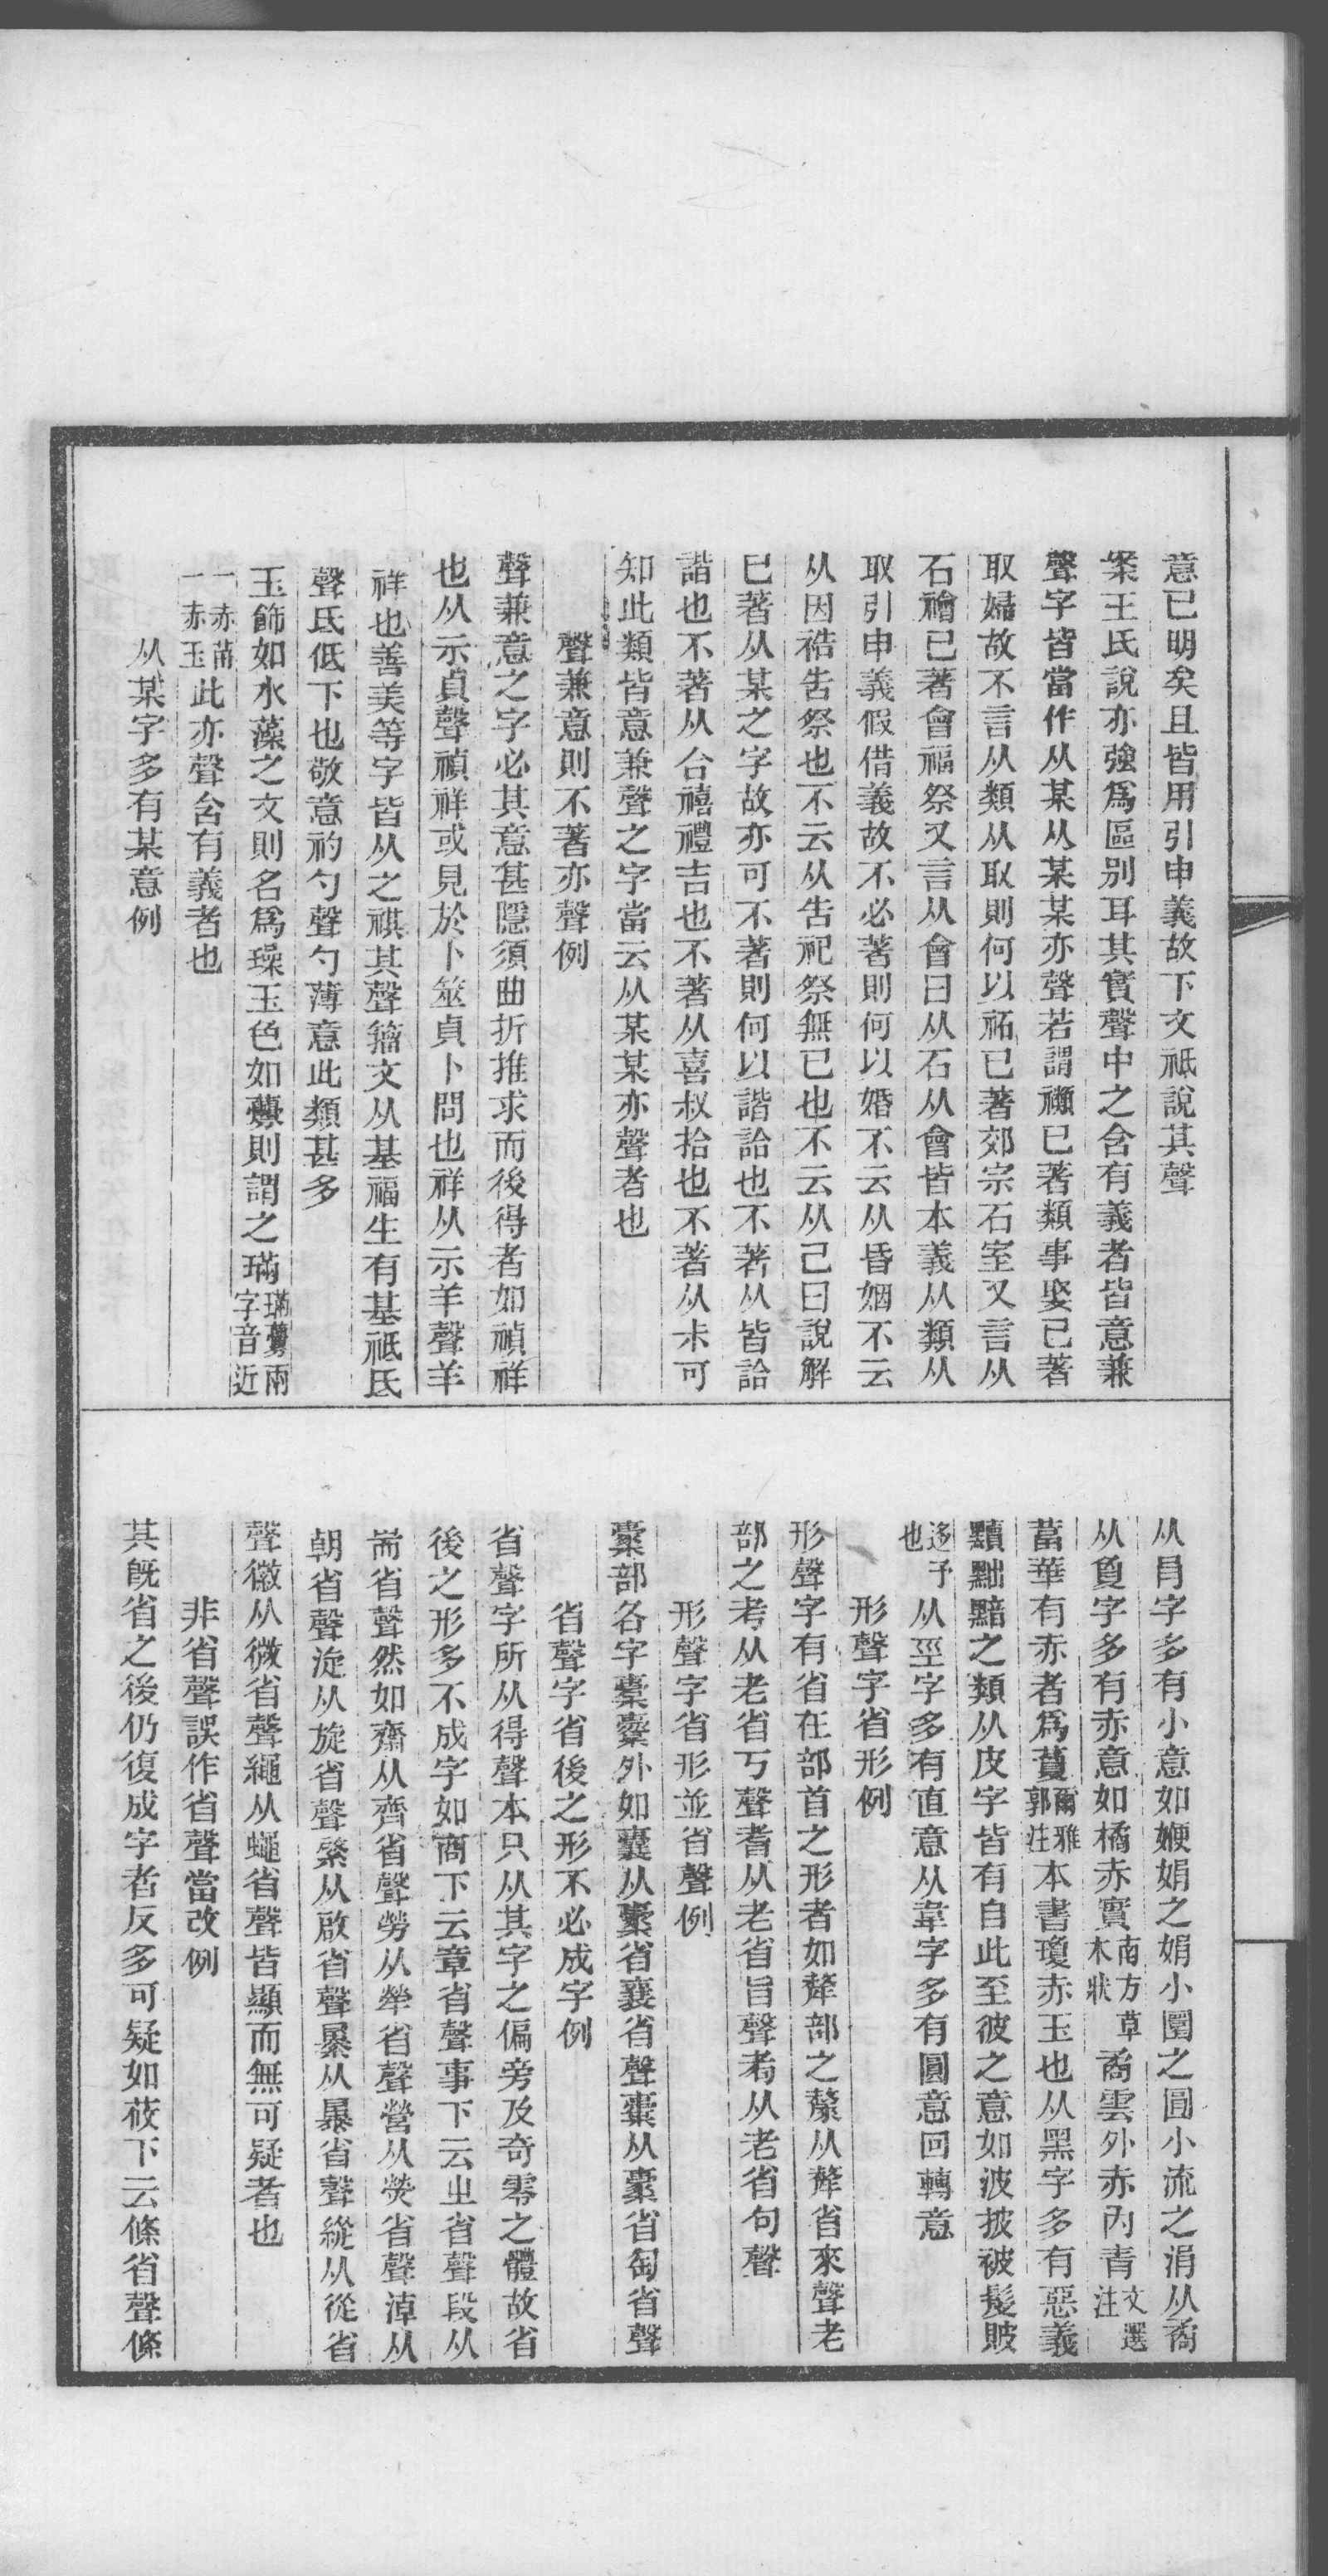 意已明矣且皆用引申義故下文祗說其聲
案王氏說亦強爲區別耳其實聲中之含有義者皆意兼
聲字皆當作从某从某某亦聲若謂禷已著類事娶已著
取婦故不言从類从取則何以祏已著郊宗石室又言从
石禬已著會福祭又言从會曰从石从會皆本義从類从
取引申義假借義故不必著則何以婚不云从昏姻不云
从因祰告祭也不云从告祀祭無已也不云从已曰說解
已著从某之字故亦可不著則何以諧詥也不著从皆詥
諧也不著从合禧禮吉也不著从喜叔拾也不著从尗可
知此類皆意兼聲之字當云从某某亦聲者也
聲兼意則不著亦聲例
聲兼意之字必其意甚隱須曲折推求而後得者如禎祥
也从示貞聲禎祥或見於卜筮貞卜問也祥从示羊聲羊
祥也善美等字皆从之祺其聲籀文从基福生有基祗氐
聲氐低下也敬意礿勺聲勺薄意此類甚多
玉飾如水藻之文則名爲璪玉色如虋則謂之璊璊虋兩字音近
一赤苗一赤玉此亦聲含有義者也
从某字多有某意例
从肙字多有小意如㛹娟之娟小圜之圓小流之涓从矞
从𧴦字多有赤意如橘赤實南方草木狀矞雲外赤內青文選注
蓄華有赤者爲藑爾雅郭注本書瓊赤玉也从黑字多有惡義
黷黜黯之類从皮字皆有自此至彼之意如波披被髲貱
迻予也从巠字多有直意从韋字多有圓意回轉意
形聲字省形例
形聲字有省在部首之形者如犛部之氂从犛省來聲老
部之考从老省丂聲耆从老省旨聲耇从老省句聲
形聲字省形並省聲例
㯻部各字橐㯻外如囊从㯻省襄省聲橐从㯻省匋省聲
省聲字省後之形不必成字例
省聲字所从得聲本只从其字之偏旁及奇零之體故省
後之形多不成字如商下云章省聲事下云㞢省聲段从
耑省聲然如齋从齊省聲勞从犖省聲營从熒省聲淖从
朝省聲淀从旋省聲綮从啟省聲㬥从暴省聲縱从從省
聲徽从微省聲繩从蠅省聲皆顯而無可疑者也
非省聲誤作省聲當改例
其旣省之後仍復成字者反多可疑如莜下云條省聲條